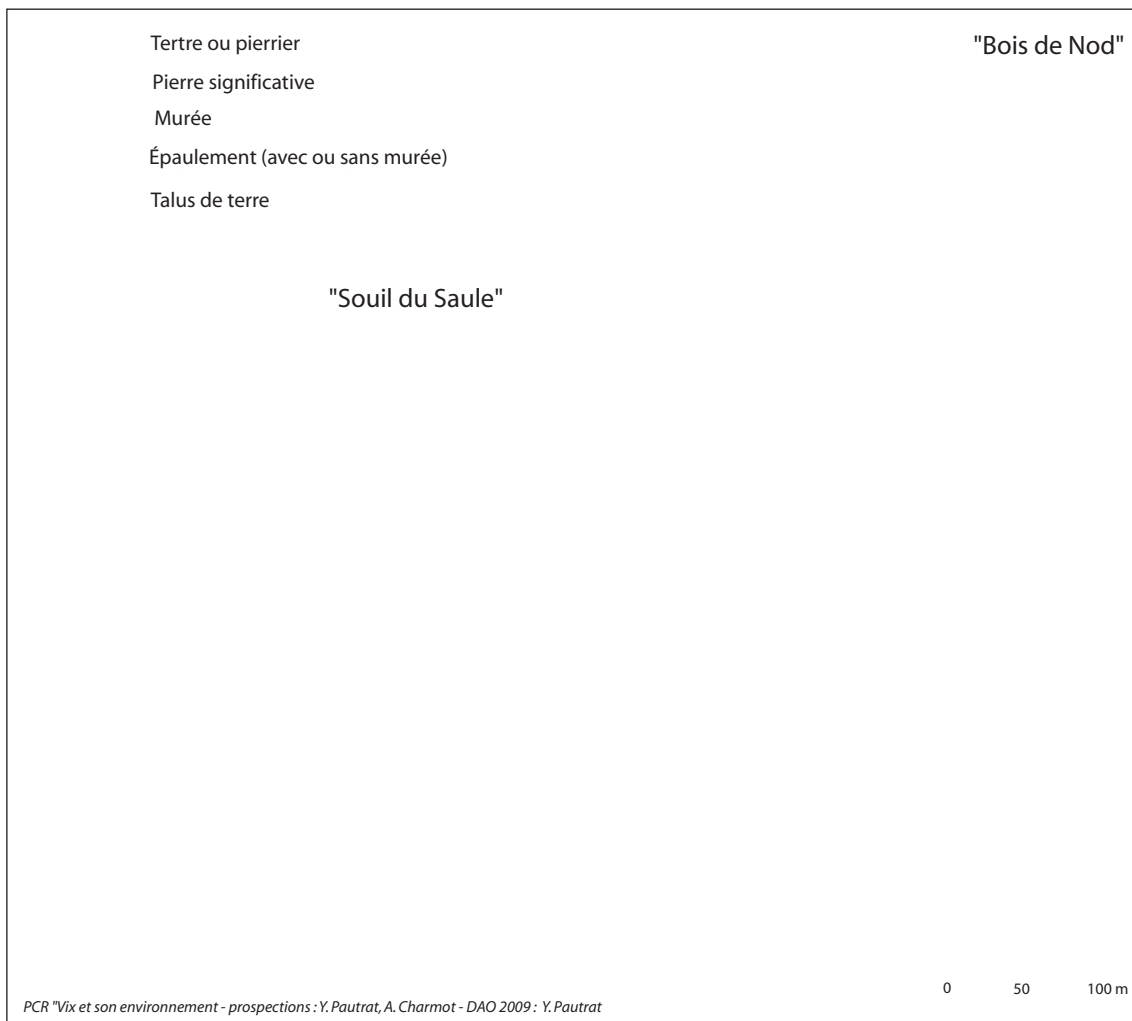 Tertre ou pierrier
"Bois de Nod"
Pierre significative
Murée
Épaulement (avec ou sans murée)
Talus de terre
"Souil du Saule"
0 50 100 m
PCR "Vix et son environnement - prospections : Y. Pautrat, A. Charmot - DAO 2009 : Y. Pautrat